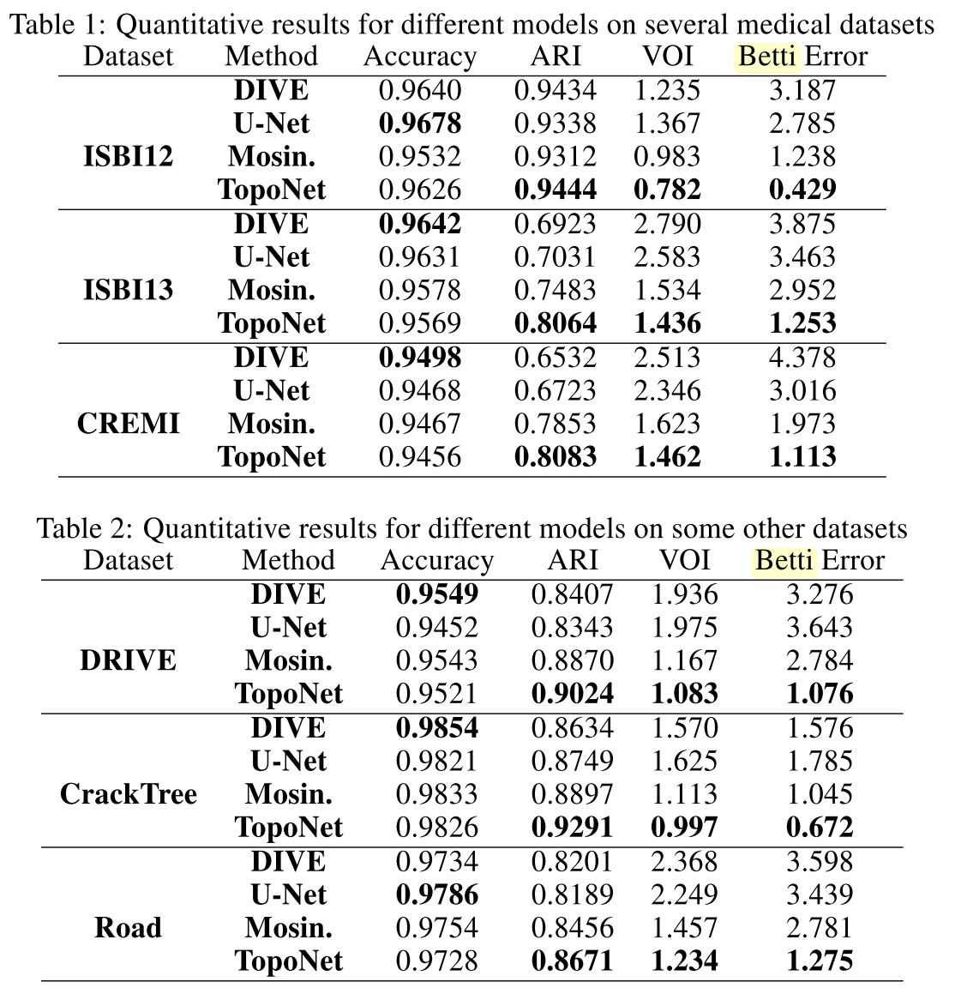 Table 1: Quantitative results for different models on several medical datasets
Dataset Method Accuracy ARI VOI Betti Error
DIVE 0.9640 0.9434 1.235 3.187
U-Net 0.9678 0.9338 1.367 2.785
ISBI12 Mosin. 0.9532 0.9312 0.983 1.238
TopoNet 0.9626 0.9444 0.782 0.429
DIVE 0.9642 0.6923 2.790 3.875
U-Net 0.9631 0.7031 2.583 3.463
ISBI13 Mosin. 0.9578 0.7483 1.534 2.952
TopoNet 0.9569 0.8064 1.436 1.253
DIVE 0.9498 0.6532 2.513 4.378
U-Net 0.9468 0.6723 2.346 3.016
CREMI Mosin. 0.9467 0.7853 1.623 1.973
TopoNet 0.9456 0.8083 1.462 1.113
Table 2: Quantitative results for different models on some other datasets
Dataset Method Accuracy ARI VOI Betti Error
DIVE 0.9549 0.8407 1.936 3.276
U-Net 0.9452 0.8343 1.975 3.643
DRIVE Mosin. 0.9543 0.8870 1.167 2.784
TopoNet 0.9521 0.9024 1.083 1.076
DIVE 0.9854 0.8634 1.570 1.576
U-Net 0.9821 0.8749 1.625 1.785
CrackTree Mosin. 0.9833 0.8897 1.113 1.045
TopoNet 0.9826 0.9291 0.997 0.672
DIVE 0.9734 0.8201 2.368 3.598
U-Net 0.9786 0.8189 2.249 3.439
Road Mosin. 0.9754 0.8456 1.457 2.781
TopoNet 0.9728 0.8671 1.234 1.275